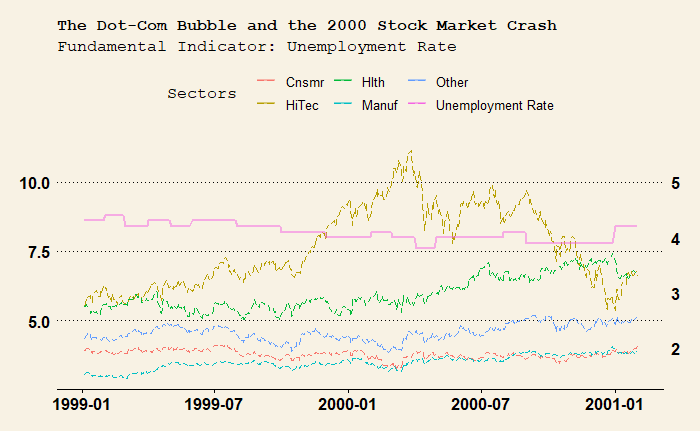 The Dot-Com Bubble and the 2000 Stock Market Crash
Fundamental Indicator: Unemployment Rate
Sectors
Cnsmr Hlth Other
HiTec Manuf Unemployment Rate
10.0 5
7.5 4
5.0 3
2
1999-01 1999-07 2000-01 2000-07 2001-01